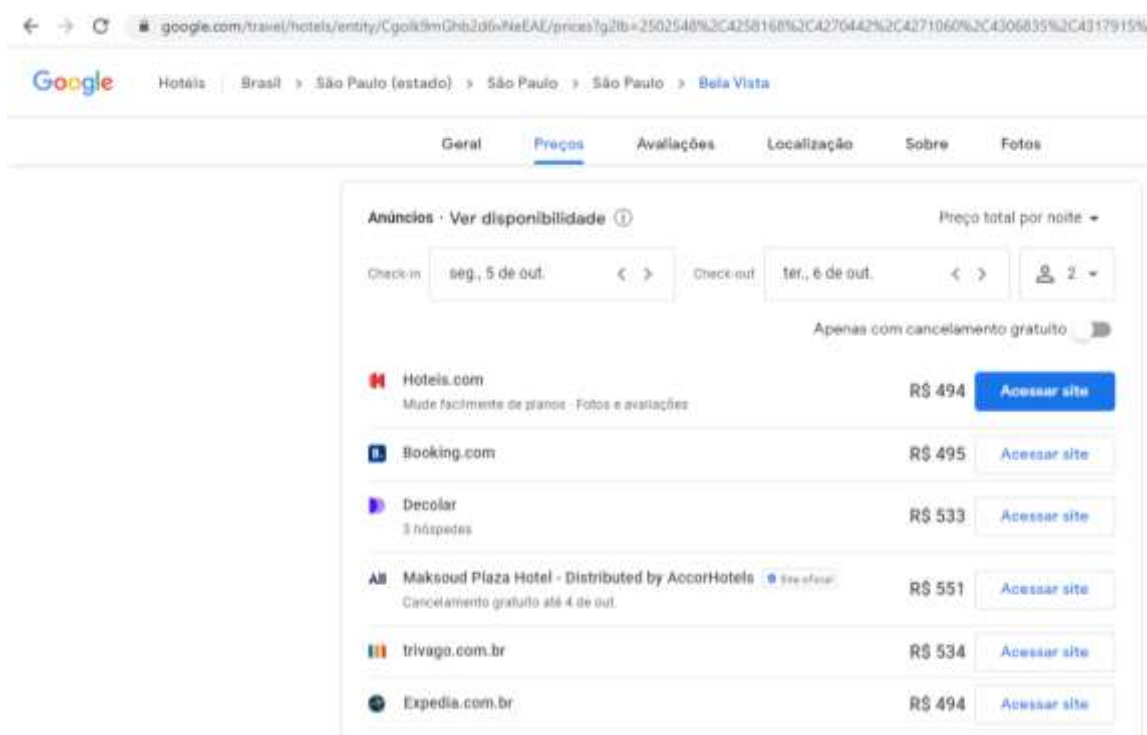 google.com/travel/hotels/entity/
Google Hotéis Brasil > São Paulo (estado) > São Paulo > São Paulo > Bela Vista
Geral Preços Avaliações Localização Sobre Fotos
Anúncios · Ver disponibilidade Preço total por noite
Check-in seg., 5 de out. < > Check-out ter., 6 de out. < > 2
Apenas com cancelamento gratuito
Hoteis.com R$ 494 Acessar site
Mude facilmente de planos · Fotos e avaliações
B. Booking.com R$ 495 Acessar site
Decolar R$ 533 Acessar site
3 hóspedes
All Maksoud Plaza Hotel - Distributed by AccorHotels Site oficial R$ 551 Acessar site
Cancelamento gratuito até 4 de out.
trivago.com.br R$ 534 Acessar site
Expedia.com.br R$ 494 Acessar site